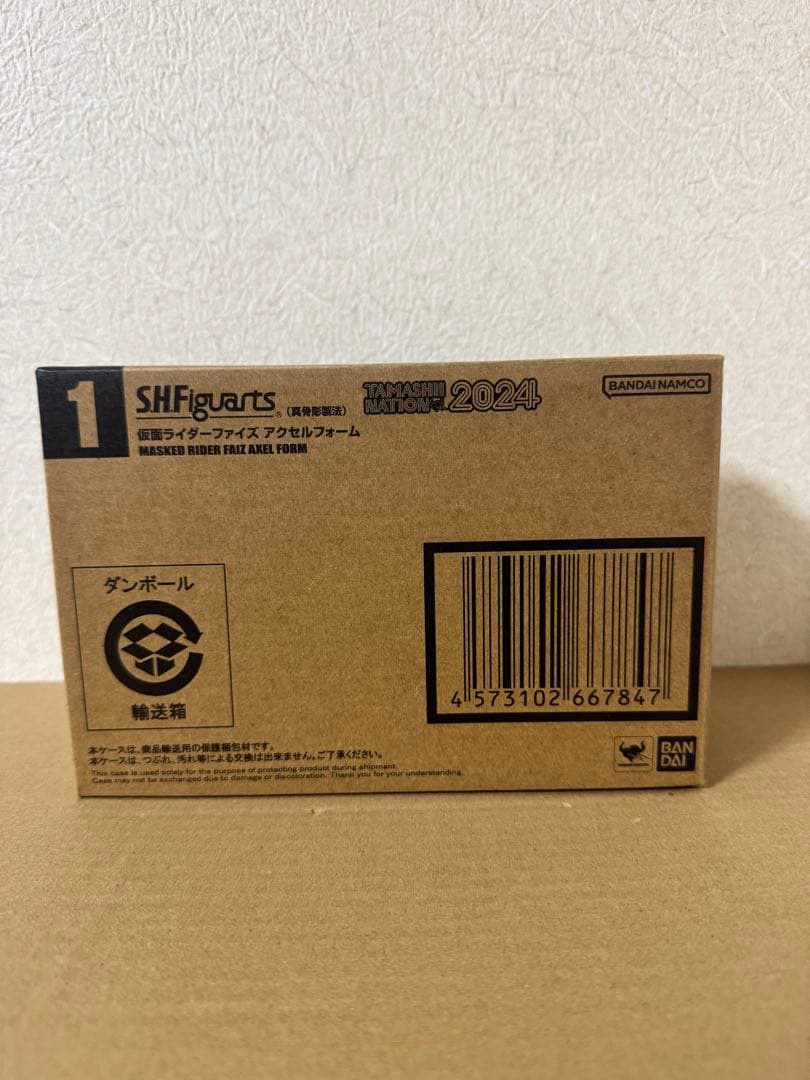 1
S.H.Figuarts® (真骨彫製法)
TAMASHII
NATION 2024
BANDAI NAMCO
仮面ライダーファイズ アクセルフォーム
MASKED RIDER FAIZ AXEL FORM
ダンボール
輸送箱
4 573102 667847
本ケースは、商品輸送用の保護梱包材です。
本ケースは、つぶれ、汚れ等による交換は出来ません。ご了承ください。
This case is used solely for the purpose of protecting product during shipment.
Case may not be exchanged due to damage or discoloration. Thank you for your understanding.
BAN
DAI